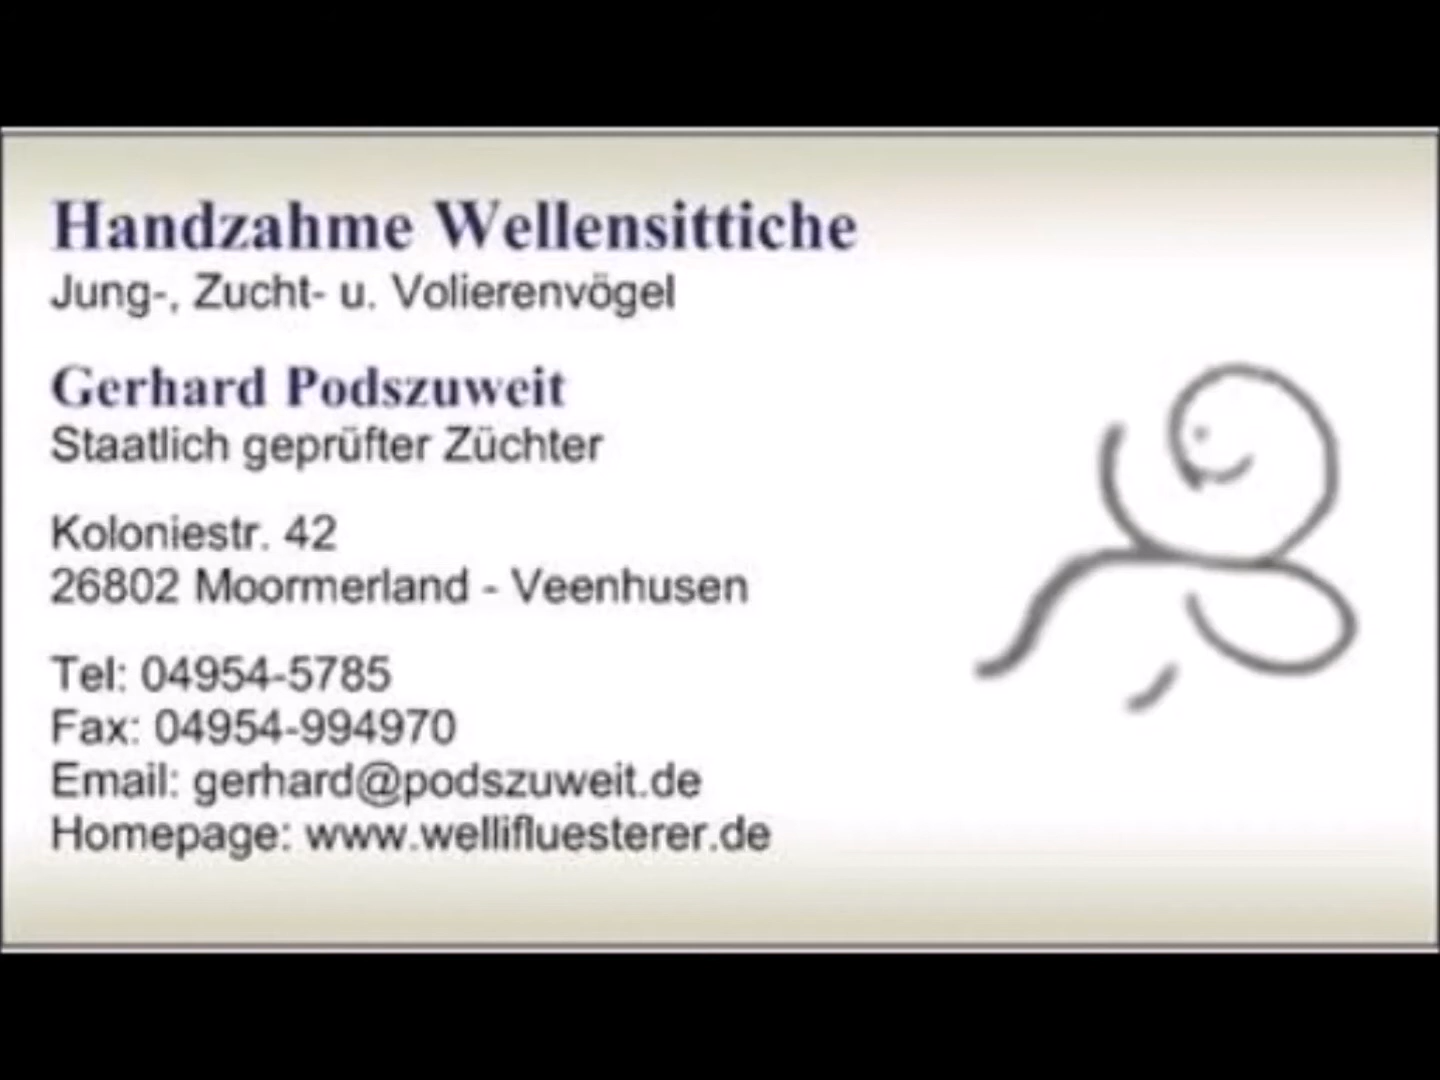 Handzahme Wellensittiche
Jung-, Zucht- u. Volierenvögel
Gerhard Podszuweit
Staatlich geprüfter Züchter
Koloniestr. 42
26802 Moormerland - Veenhusen
Tel: 04954-5785
Fax: 04954-994970
Email: gerhard@podszuweit.de
Homepage: www.wellifluesterer.de